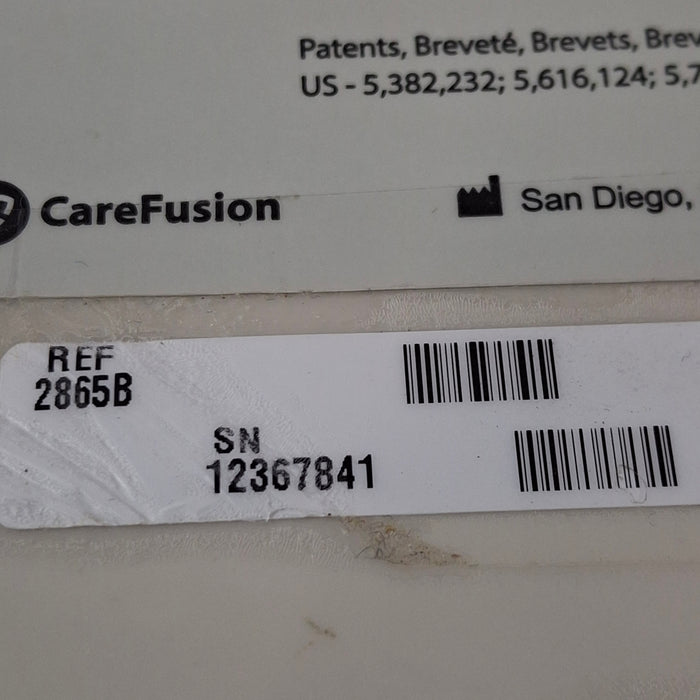 Patents, Breveté, Brevets, Brev
US - 5,382,232; 5,616,124; 5,7
CareFusion
San Diego,
REF
2865B
SN
12367841